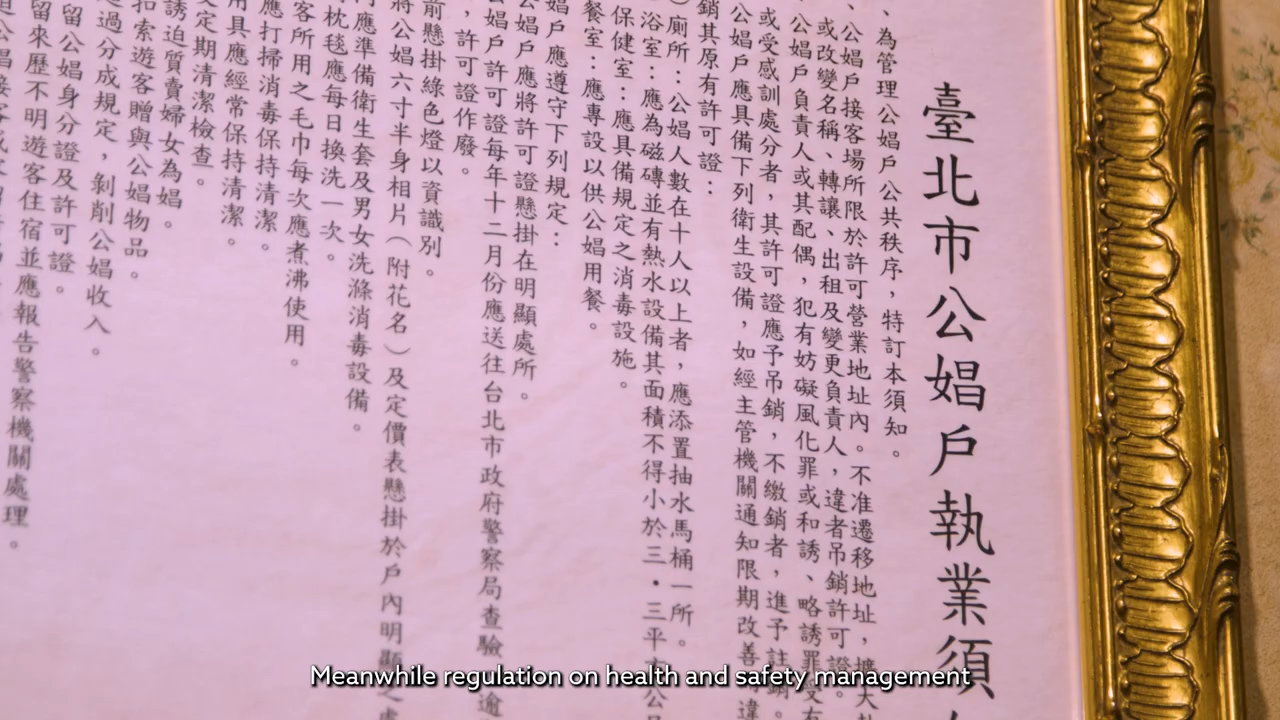 臺北市公娼戶執業須
、為管理公娼戶公共秩序，特訂本須知。
、公娼戶接客場所限於許可營業地址內。不准遷移地址，擴大
或改變名稱、轉讓、出租及變更負責人，違者吊銷許可證。
公娼戶負責人或其配偶，犯有妨礙風化罪或和誘、略誘罪受有
或受感訓處分者，其許可證應予吊銷，不繳銷者，進予註銷。
公娼戶應具備下列衛生設備，如經主管機關通知限期改善
銷其原有許可證：
）廁所：公娼人數在十人以上者，應添置抽水馬桶一所。
浴室：應為磁磚並有熱水設備其面積不得小於三·三平
保健室：應具備規定之消毒設施。
餐室：應專設以供公娼用餐。
娼戶應遵守下列規定：
公娼戶應將許可證懸掛在明顯處所。
公娼戶許可證每年十二月份應送往台北市政府警察局查驗
，許可證作廢。
前懸掛綠色燈以資識別。
將公娼六寸半身相片（附花名）及定價表懸掛於戶內明顯之處
內應準備衛生套及男女洗滌消毒設備。
枕毯應每日換洗一次。
客所用之毛巾每次應煮沸使用。
應打掃消毒保持清潔。
用具應經常保持清潔。
定期清潔檢查。
誘迫質賣婦女為娼。
扣索遊客贈與公娼物品。
過分成規定，剝削公娼收入。
留公娼身分證及許可證。
留來歷不明遊客住宿並應報告警察機關處理。
Meanwhile regulation on health and safety management